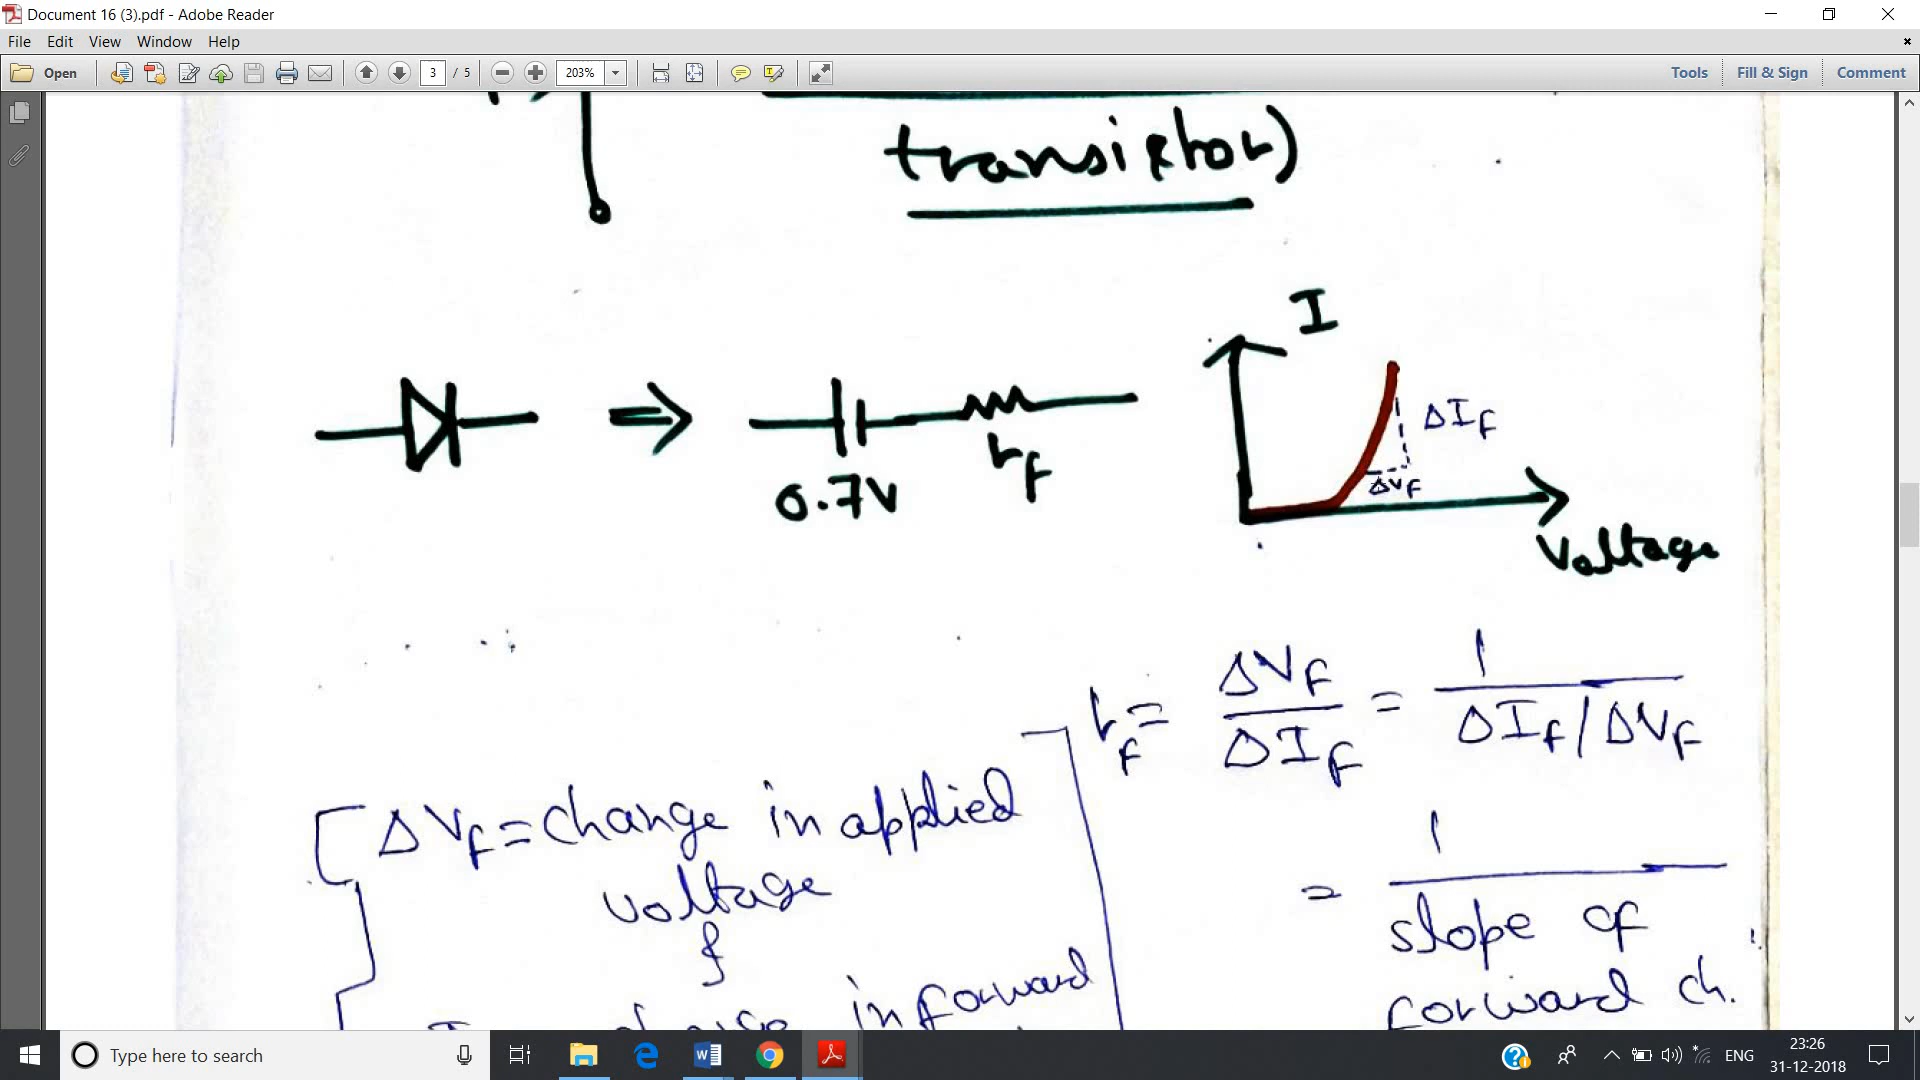 Document 16 (3).pdf - Adobe Reader
File Edit View Window Help
Open 3 / 5 203% Tools Fill & Sign Comment
transistor)
I
ΔIF
ΔVF
0.7V
rF
Voltage
rF = ΔVF / ΔIF = 1 / ΔIF/ΔVF
ΔVF = change in applied
voltage
&
= 1 / slope of
forward ch.
in forward
Type here to search
ENG
23:26
31-12-2018